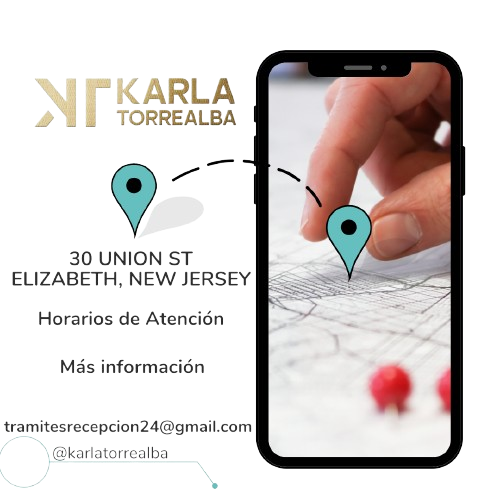 KT KARLA
TORREALBA
30 UNION ST
ELIZABETH, NEW JERSEY
Horarios de Atención
Más información
tramitesrecepcion24@gmail.com
@karlatorrealba